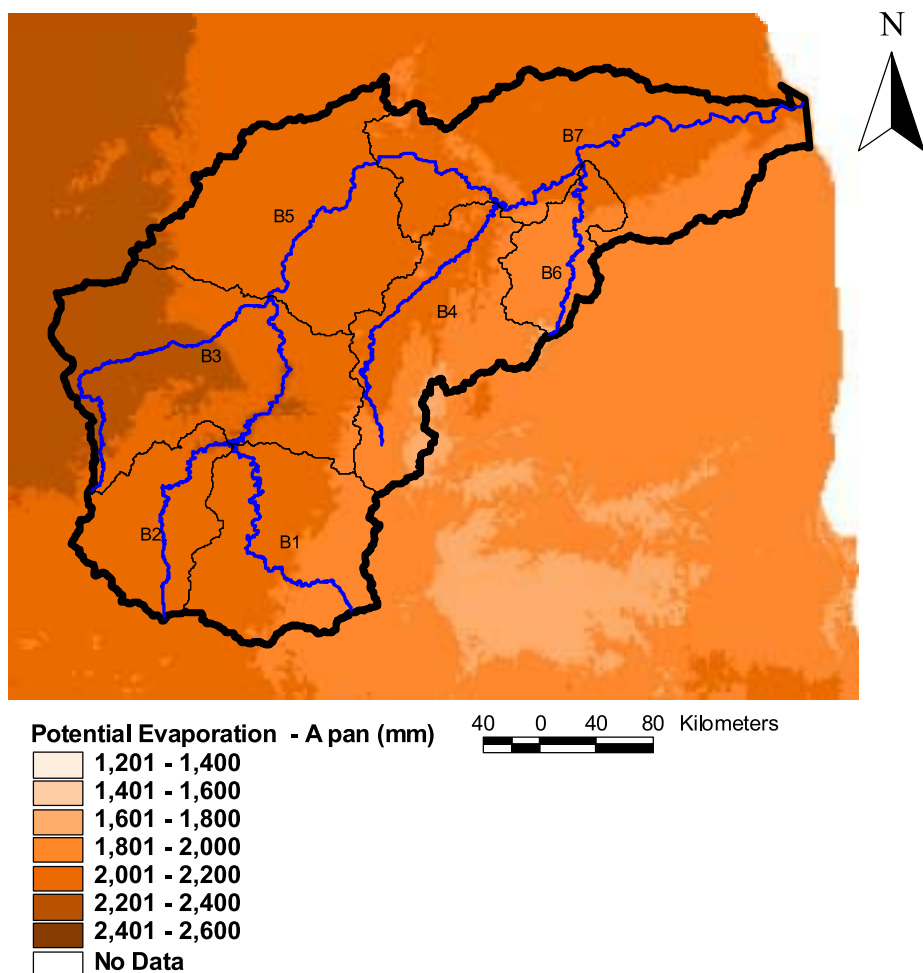 N
B7
B5
B6
B4
B3
B2
B1
Potential Evaporation - A pan (mm)
40 0 40 80 Kilometers
1,201 - 1,400
1,401 - 1,600
1,601 - 1,800
1,801 - 2,000
2,001 - 2,200
2,201 - 2,400
2,401 - 2,600
No Data